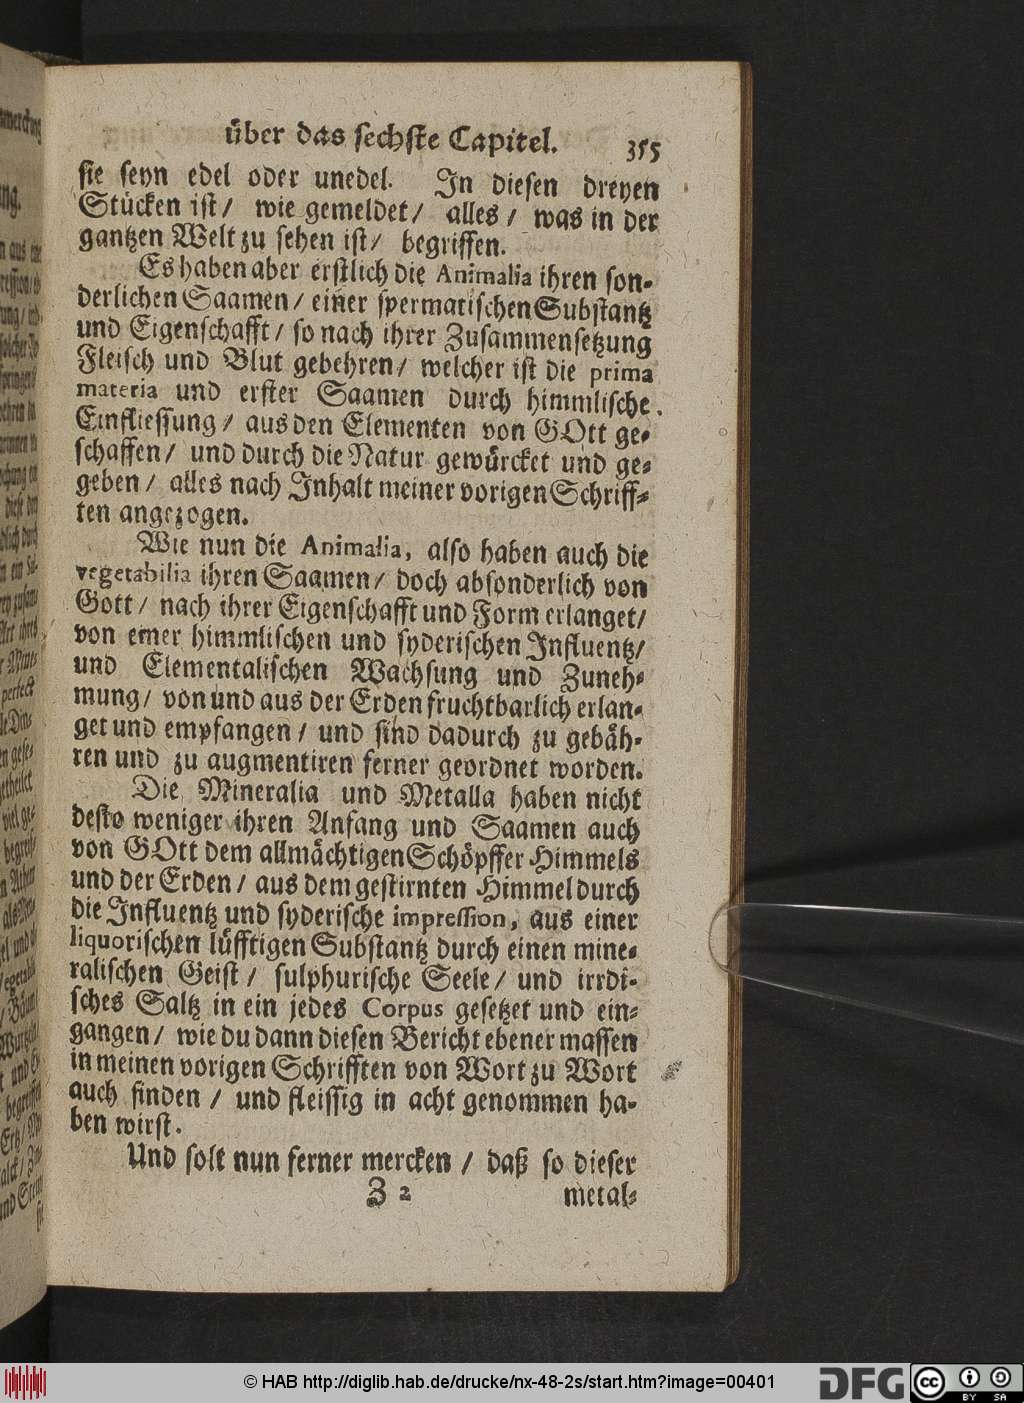 über das sechste Capitel. 355
sie seyn edel oder unedel. In diesen dreyen
Stücken ist/ wie gemeldet/ alles/ was in der
gantzen Welt zu sehen ist/ begriffen.
Es haben aber erstlich die Animalia ihren son-
derlichen Saamen/ einer spermatischen Substantz
und Eigenschafft/ so nach ihrer Zusammensetzung
Fleisch und Blut gebehren/ welcher ist die prima
materia und erster Saamen durch himmlische
Einfliessung/ aus den Elementen von GOtt ge-
schaffen/ und durch die Natur gewürcket und ge-
geben/ alles nach Inhalt meiner vorigen Schriff-
ten angezogen.
Wie nun die Animalia, also haben auch die
vegetabilia ihren Saamen/ doch absonderlich von
Gott/ nach ihrer Eigenschafft und Form erlanget/
von einer himmlischen und syderischen Influentz/
und Elementalischen Wachsung und Zuneh-
mung/ von und aus der Erden fruchtbarlich erlan-
get und empfangen/ und sind dadurch zu gebäh-
ren und zu augmentiren ferner geordnet worden.
Die Mineralia und Metalla haben nicht
desto weniger ihren Anfang und Saamen auch
von GOtt dem allmächtigen Schöpffer Himmels
und der Erden/ aus dem gestirnten Himmel durch
die Influentz und syderische impression, aus einer
liquorischen lüfftigen Substantz durch einen mine-
ralischen Geist/ sulphurische Seele/ und irrdi-
sches Saltz in ein jedes Corpus gesetzet und ein-
gangen/ wie du dann diesen Bericht ebener massen
in meinen vorigen Schrifften von Wort zu Wort
auch finden/ und fleissig in acht genommen ha-
ben wirst.
Und solt nun ferner mercken/ daß so dieser
Z 2 metal-
© HAB http://diglib.hab.de/drucke/nx-48-2s/start.htm?image=00401
DFG
cc BY SA